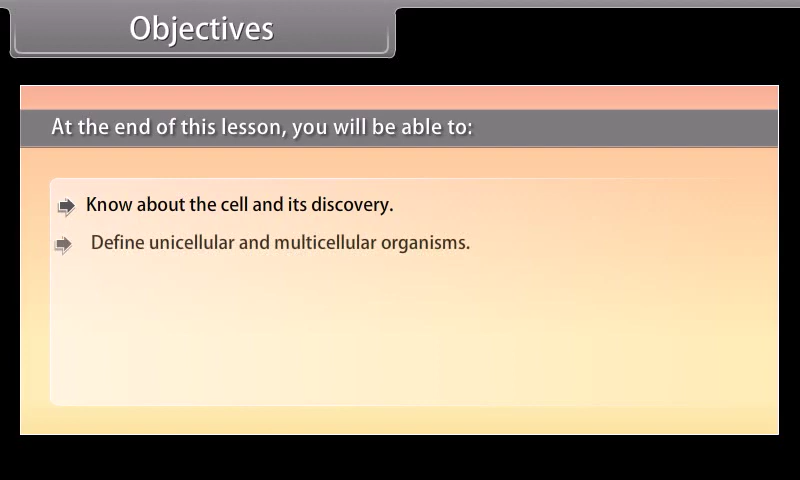 Objectives
At the end of this lesson, you will be able to:
Know about the cell and its discovery.
Define unicellular and multicellular organisms.